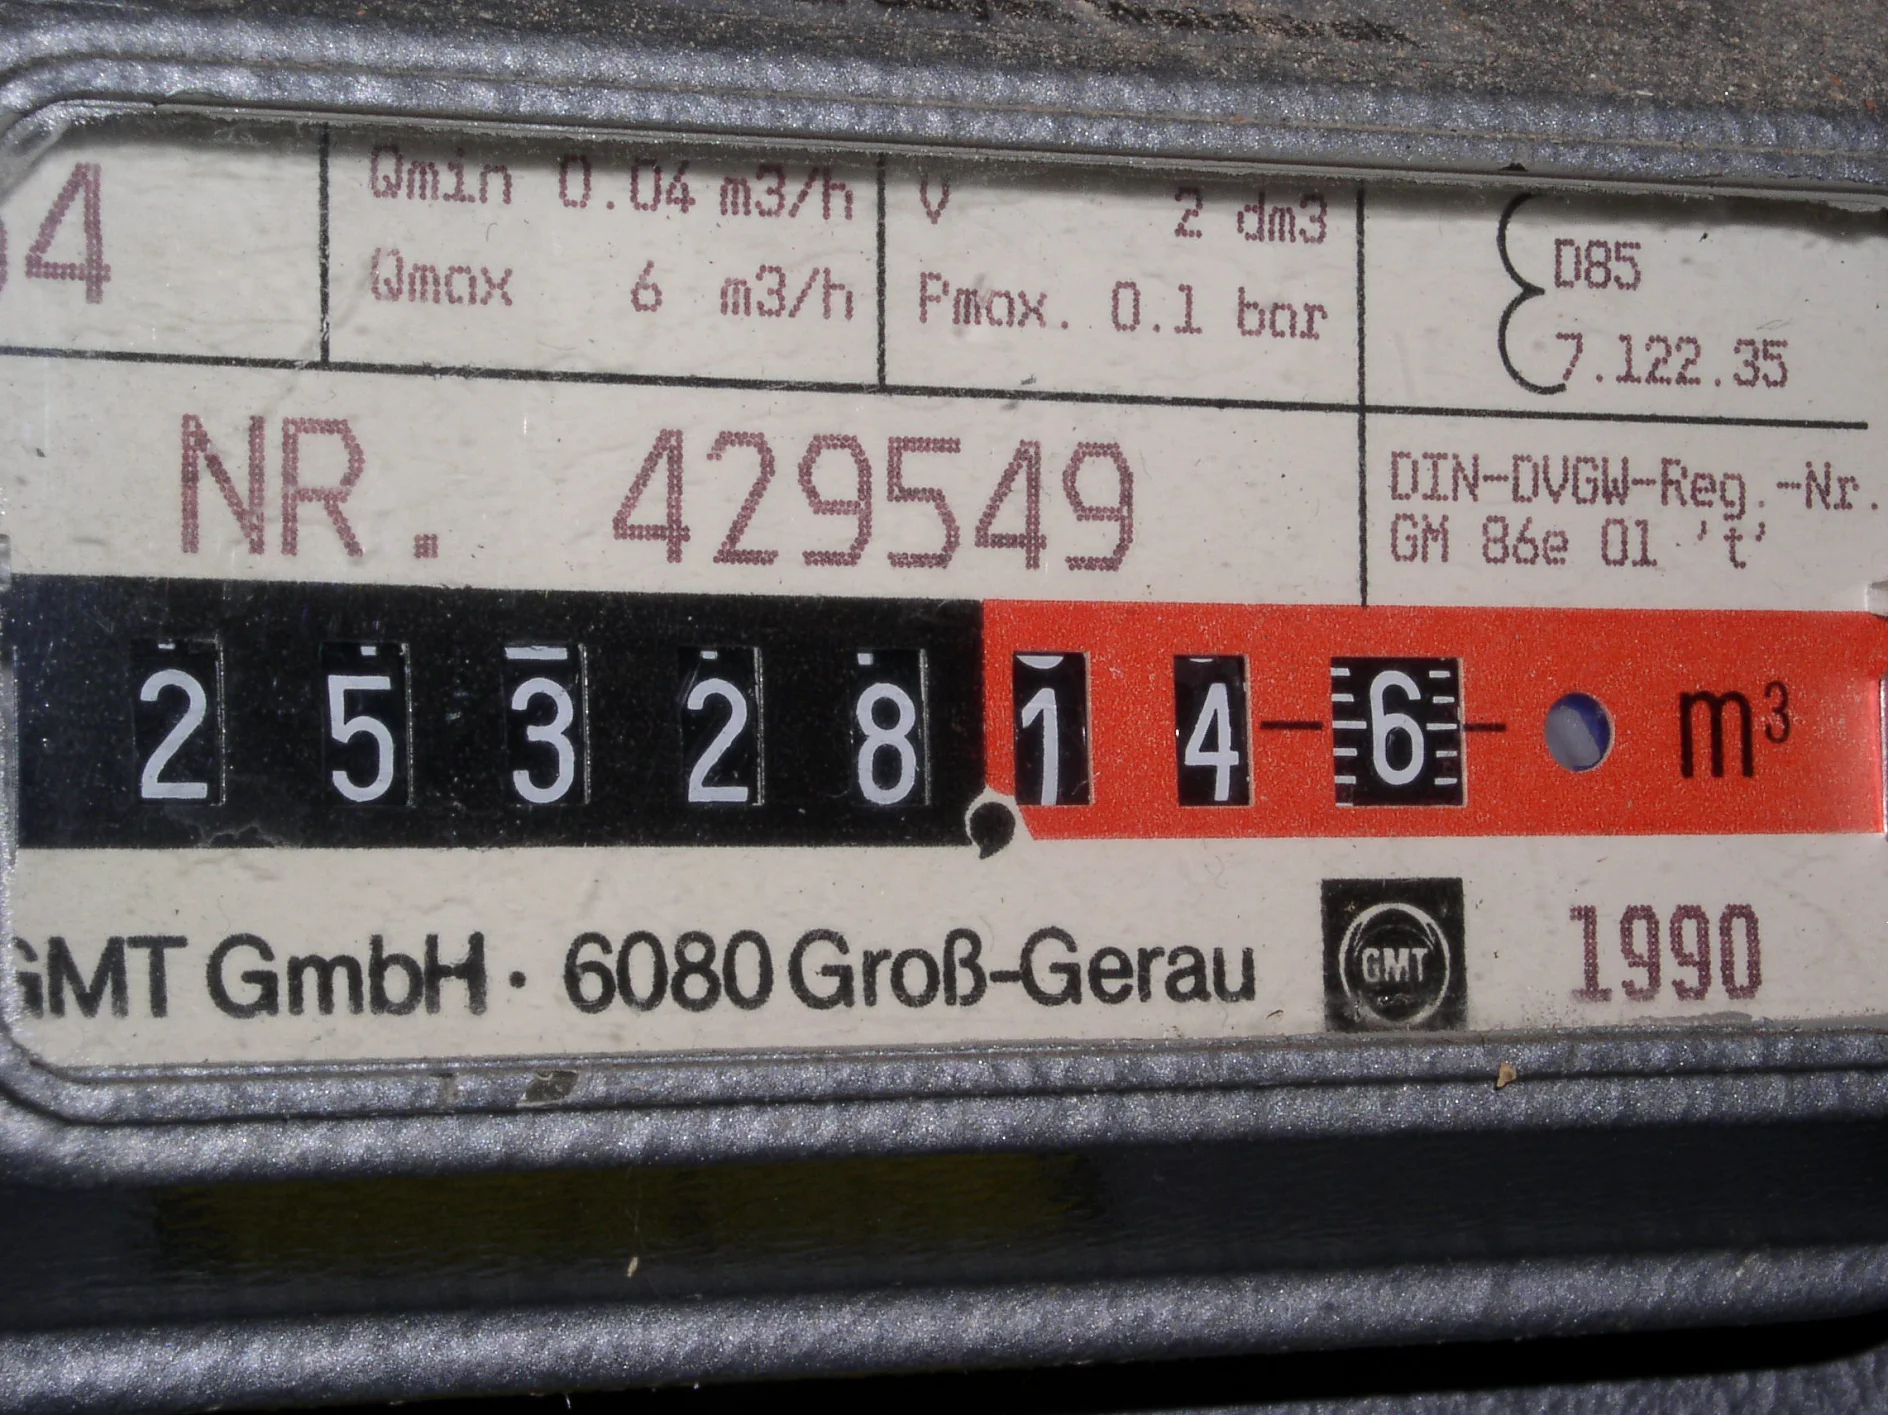 4
Qmin 0.04 m3/h
Qmax 6 m3/h
V 2 dm3
Pmax. 0.1 bar
D85
7.122.35
NR. 429549
DIN-DVGW-Reg.-Nr.
GM 86e 01 't'
25328,146 m³
GMT GmbH · 6080 Groß-Gerau
GMT
1990